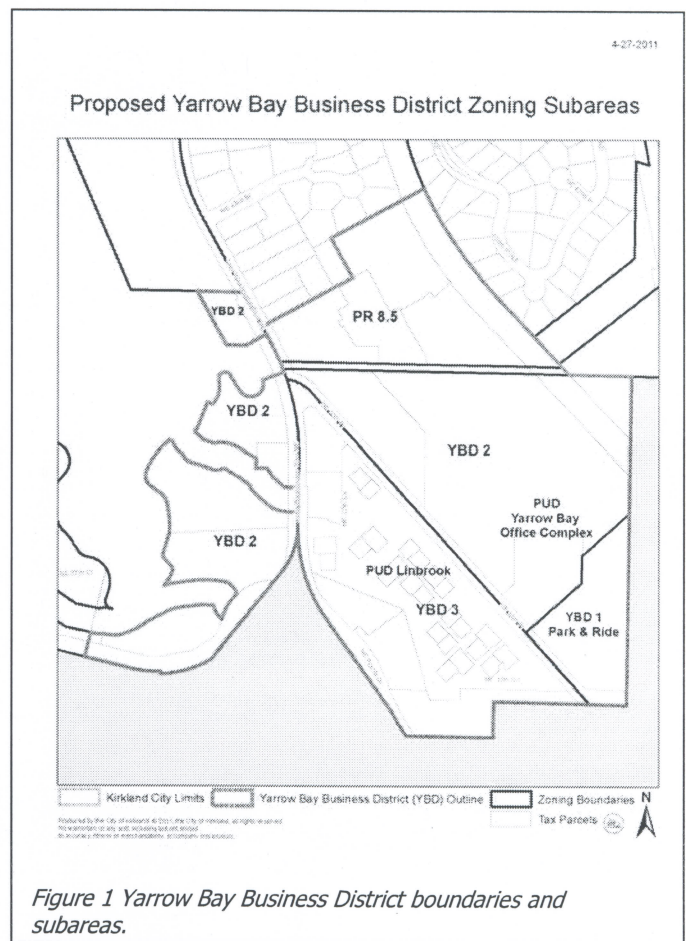 4-27-2011
Proposed Yarrow Bay Business District Zoning Subareas
YBD 2
PR 8.5
YBD 2
YBD 2
PUD
Yarrow Bay
Office Complex
YBD 2
PUD Linbrook
YBD 3
YBD 1
Park & Ride
Kirkland City Limits
Yarrow Bay Business District (YBD) Outline
Zoning Boundaries
N
Tax Parcels
Figure 1 Yarrow Bay Business District boundaries and
subareas.